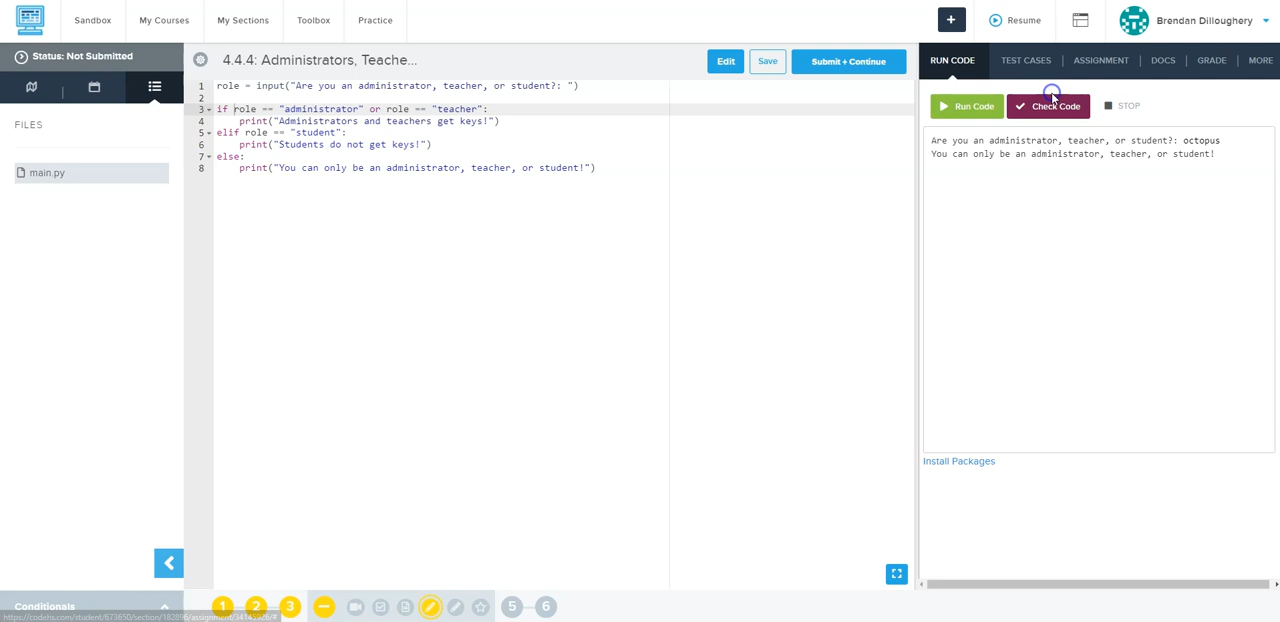 Sandbox
My Courses
My Sections
Toolbox
Practice
+
Resume
Brendan Dilloughery
Status: Not Submitted
4.4.4: Administrators, Teache...
Edit
Save
Submit + Continue
RUN CODE
TEST CASES
ASSIGNMENT
DOCS
GRADE
MORE
FILES
main.py
1 role = input("Are you an administrator, teacher, or student?: ")
2
3 if role == "administrator" or role == "teacher":
4 print("Administrators and teachers get keys!")
5 elif role == "student":
6 print("Students do not get keys!")
7 else:
8 print("You can only be an administrator, teacher, or student!")
Run Code
Check Code
STOP
Are you an administrator, teacher, or student?: octopus
You can only be an administrator, teacher, or student!
Install Packages
Conditionals
1 2 3
5 6